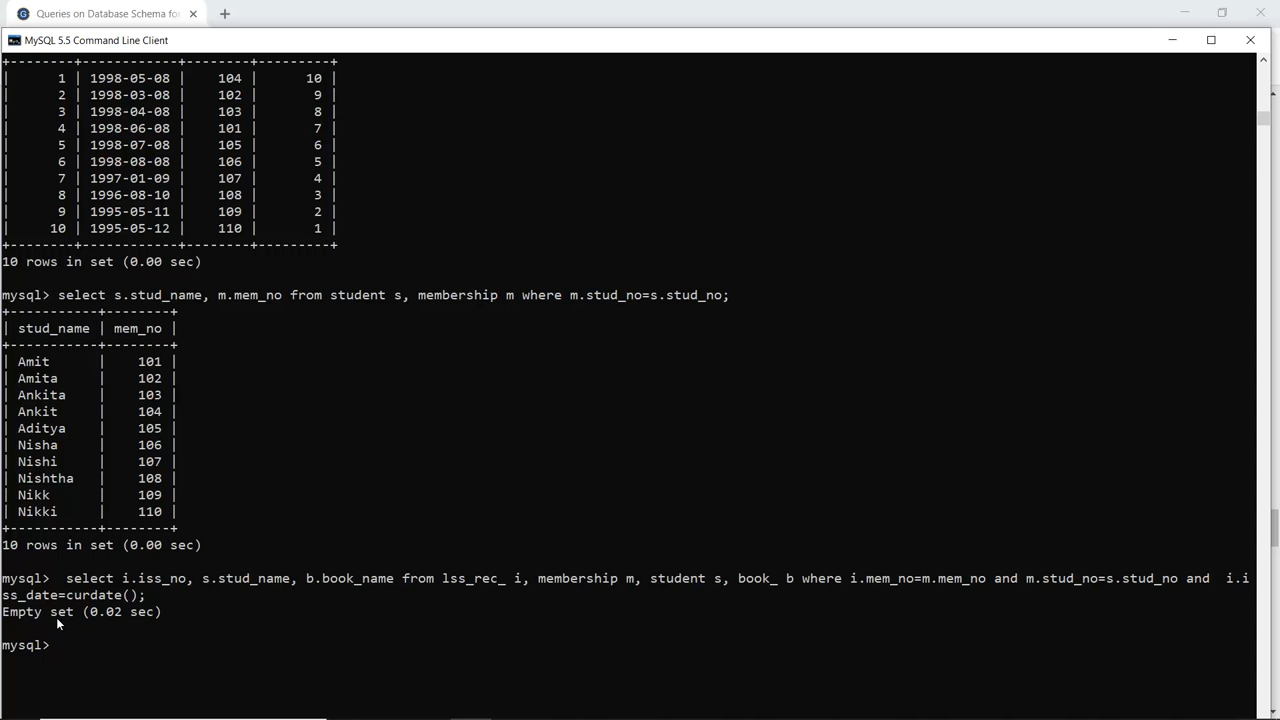 Queries on Database Schema for
MySQL 5.5 Command Line Client
+--------+------------+--------+---------+
|      1 | 1998-05-08 |    104 |      10 |
|      2 | 1998-03-08 |    102 |       9 |
|      3 | 1998-04-08 |    103 |       8 |
|      4 | 1998-06-08 |    101 |       7 |
|      5 | 1998-07-08 |    105 |       6 |
|      6 | 1998-08-08 |    106 |       5 |
|      7 | 1997-01-09 |    107 |       4 |
|      8 | 1996-08-10 |    108 |       3 |
|      9 | 1995-05-11 |    109 |       2 |
|     10 | 1995-05-12 |    110 |       1 |
+--------+------------+--------+---------+
10 rows in set (0.00 sec)
mysql> select s.stud_name, m.mem_no from student s, membership m where m.stud_no=s.stud_no;
+-----------+--------+
| stud_name | mem_no |
+-----------+--------+
| Amit      |    101 |
| Amita     |    102 |
| Ankita    |    103 |
| Ankit     |    104 |
| Aditya    |    105 |
| Nisha     |    106 |
| Nishi     |    107 |
| Nishtha   |    108 |
| Nikk      |    109 |
| Nikki     |    110 |
+-----------+--------+
10 rows in set (0.00 sec)
mysql>  select i.iss_no, s.stud_name, b.book_name from lss_rec_ i, membership m, student s, book_ b where i.mem_no=m.mem_no and m.stud_no=s.stud_no and  i.i
ss_date=curdate();
Empty set (0.02 sec)
mysql>